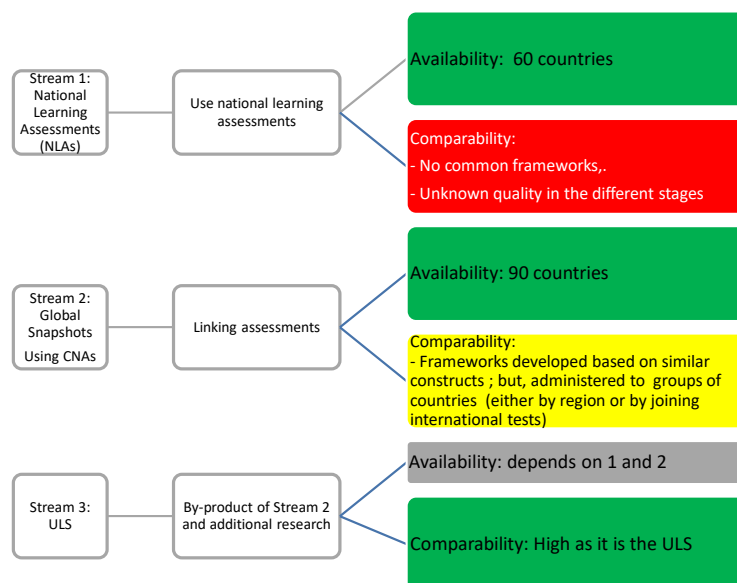 Stream 1:
National
Learning
Assessments
(NLAs)
Use national learning
assessments
Availability:  60 countries
Comparability:
- No common frameworks,.
- Unknown quality in the different stages
Stream 2:
Global
Snapshots
Using CNAs
Linking assessments
Availability: 90 countries
Comparability:
- Frameworks developed based on similar
constructs ; but, administered to  groups of
countries  (either by region or by joining
international tests)
Stream 3:
ULS
By-product of Stream 2
and additional research
Availability: depends on 1 and 2
Comparability: High as it is the ULS